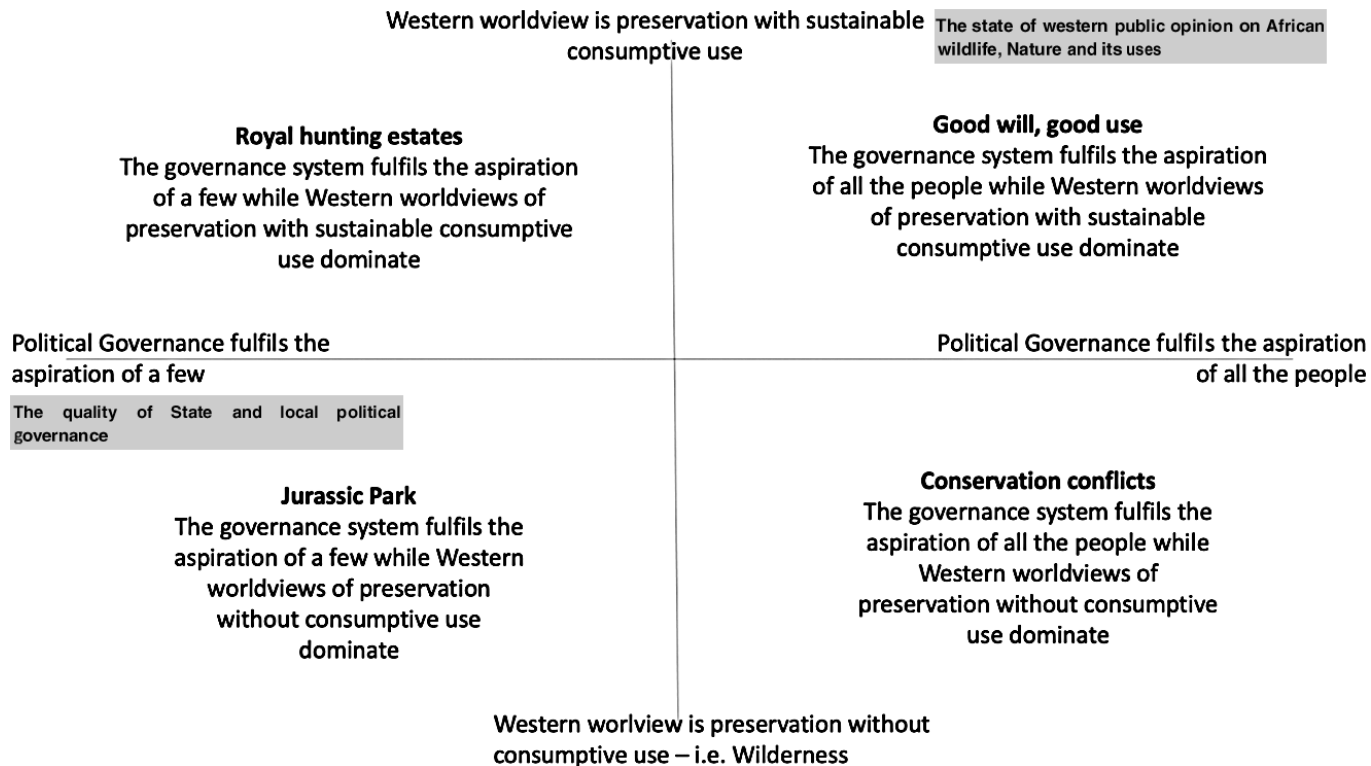 Western worldview is preservation with sustainable
consumptive use
The state of western public opinion on African
wildlife, Nature and its uses
Royal hunting estates
The governance system fulfils the aspiration
of a few while Western worldviews of
preservation with sustainable consumptive
use dominate
Good will, good use
The governance system fulfils the aspiration
of all the people while Western worldviews
of preservation with sustainable
consumptive use dominate
Political Governance fulfils the
aspiration of a few
Political Governance fulfils the aspiration
of all the people
The quality of State and local political
governance
Jurassic Park
The governance system fulfils the
aspiration of a few while Western
worldviews of preservation
without consumptive use
dominate
Conservation conflicts
The governance system fulfils the
aspiration of all the people while
Western worldviews of
preservation without consumptive
use dominate
Western worlview is preservation without
consumptive use – i.e. Wilderness